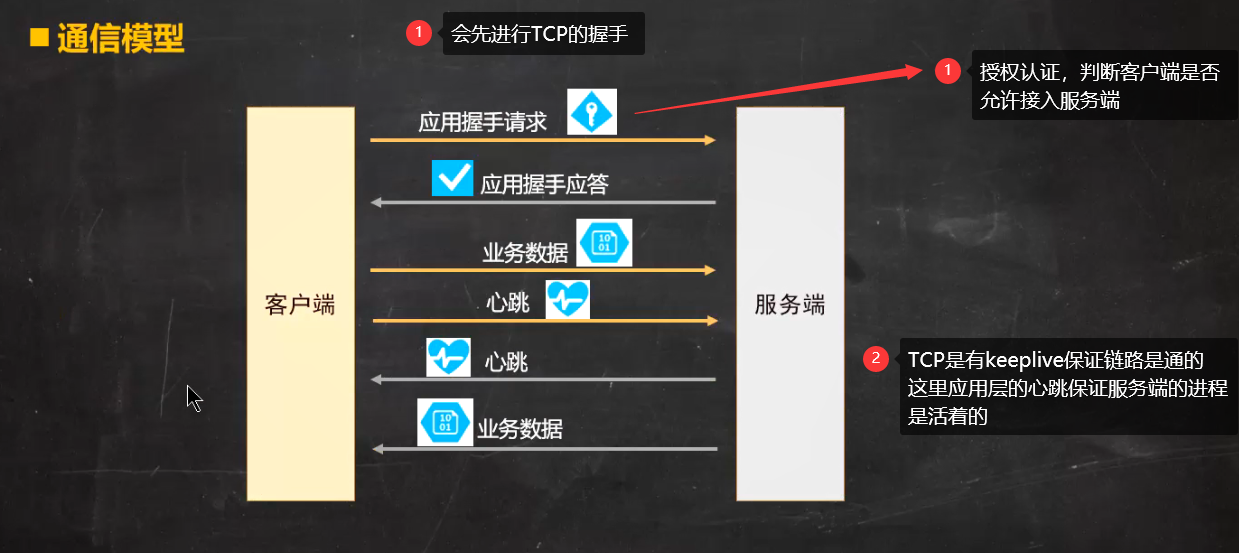 通信模型
1 会先进行TCP的握手
1 授权认证，判断客户端是否
允许接入服务端
应用握手请求
应用握手应答
业务数据
10
01
心跳
客户端
服务端
心跳
2 TCP是有keeplive保证链路是通的
这里应用层的心跳保证服务端的进程
是活着的
业务数据
10
01